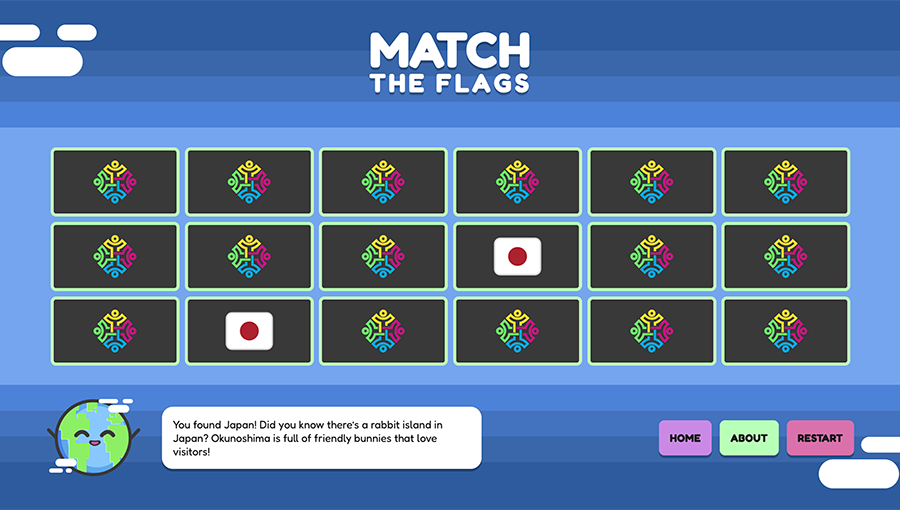 MATCH
THE FLAGS
You found Japan! Did you know there's a rabbit island in
Japan? Okunoshima is full of friendly bunnies that love
visitors!
HOME
ABOUT
RESTART